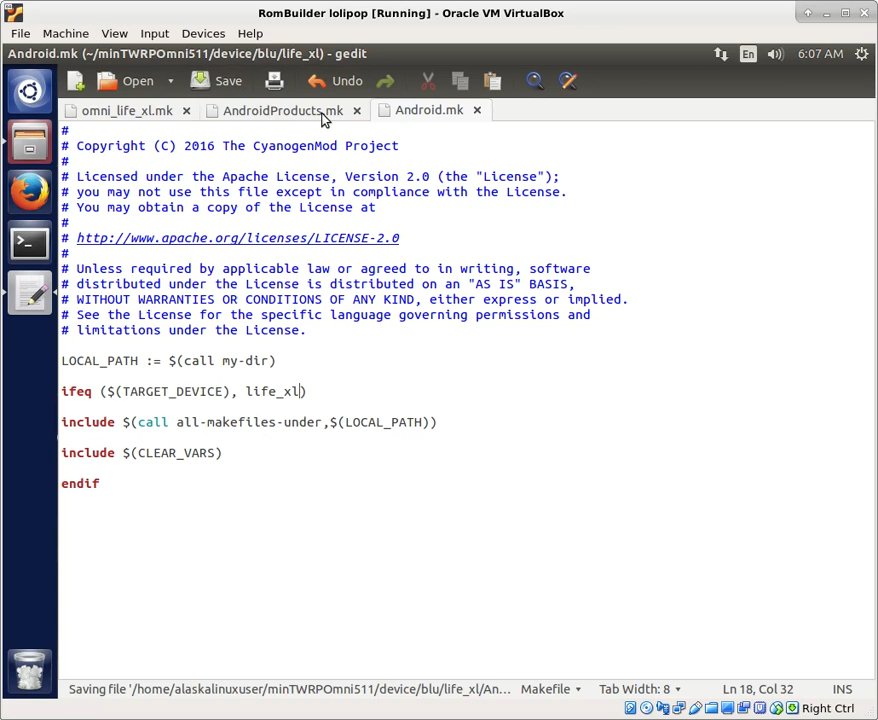 RomBuilder lolipop [Running] - Oracle VM VirtualBox
File Machine View Input Devices Help
Android.mk (~/minTWRPOmni511/device/blu/life_xl) - gedit
En 6:07 AM
Open Save Undo
omni_life_xl.mk AndroidProducts.mk Android.mk
#
# Copyright (C) 2016 The CyanogenMod Project
#
# Licensed under the Apache License, Version 2.0 (the "License");
# you may not use this file except in compliance with the License.
# You may obtain a copy of the License at
#
# http://www.apache.org/licenses/LICENSE-2.0
#
# Unless required by applicable law or agreed to in writing, software
# distributed under the License is distributed on an "AS IS" BASIS,
# WITHOUT WARRANTIES OR CONDITIONS OF ANY KIND, either express or implied.
# See the License for the specific language governing permissions and
# limitations under the License.
LOCAL_PATH := $(call my-dir)
ifeq ($(TARGET_DEVICE), life_xl)
include $(call all-makefiles-under,$(LOCAL_PATH))
include $(CLEAR_VARS)
endif
Saving file '/home/alaskalinuxuser/minTWRPOmni511/device/blu/life_xl/An... Makefile Tab Width: 8 Ln 18, Col 32 INS
Right Ctrl